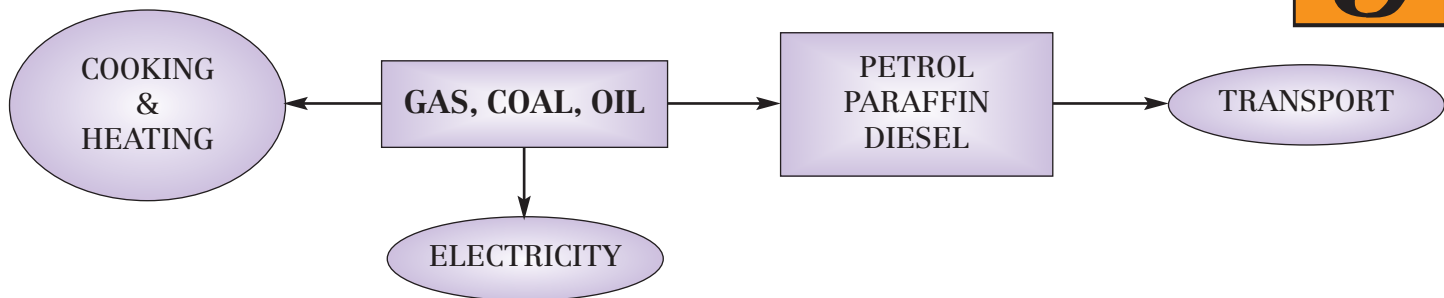 COOKING
&
HEATING
GAS, COAL, OIL
PETROL
PARAFFIN
DIESEL
TRANSPORT
ELECTRICITY